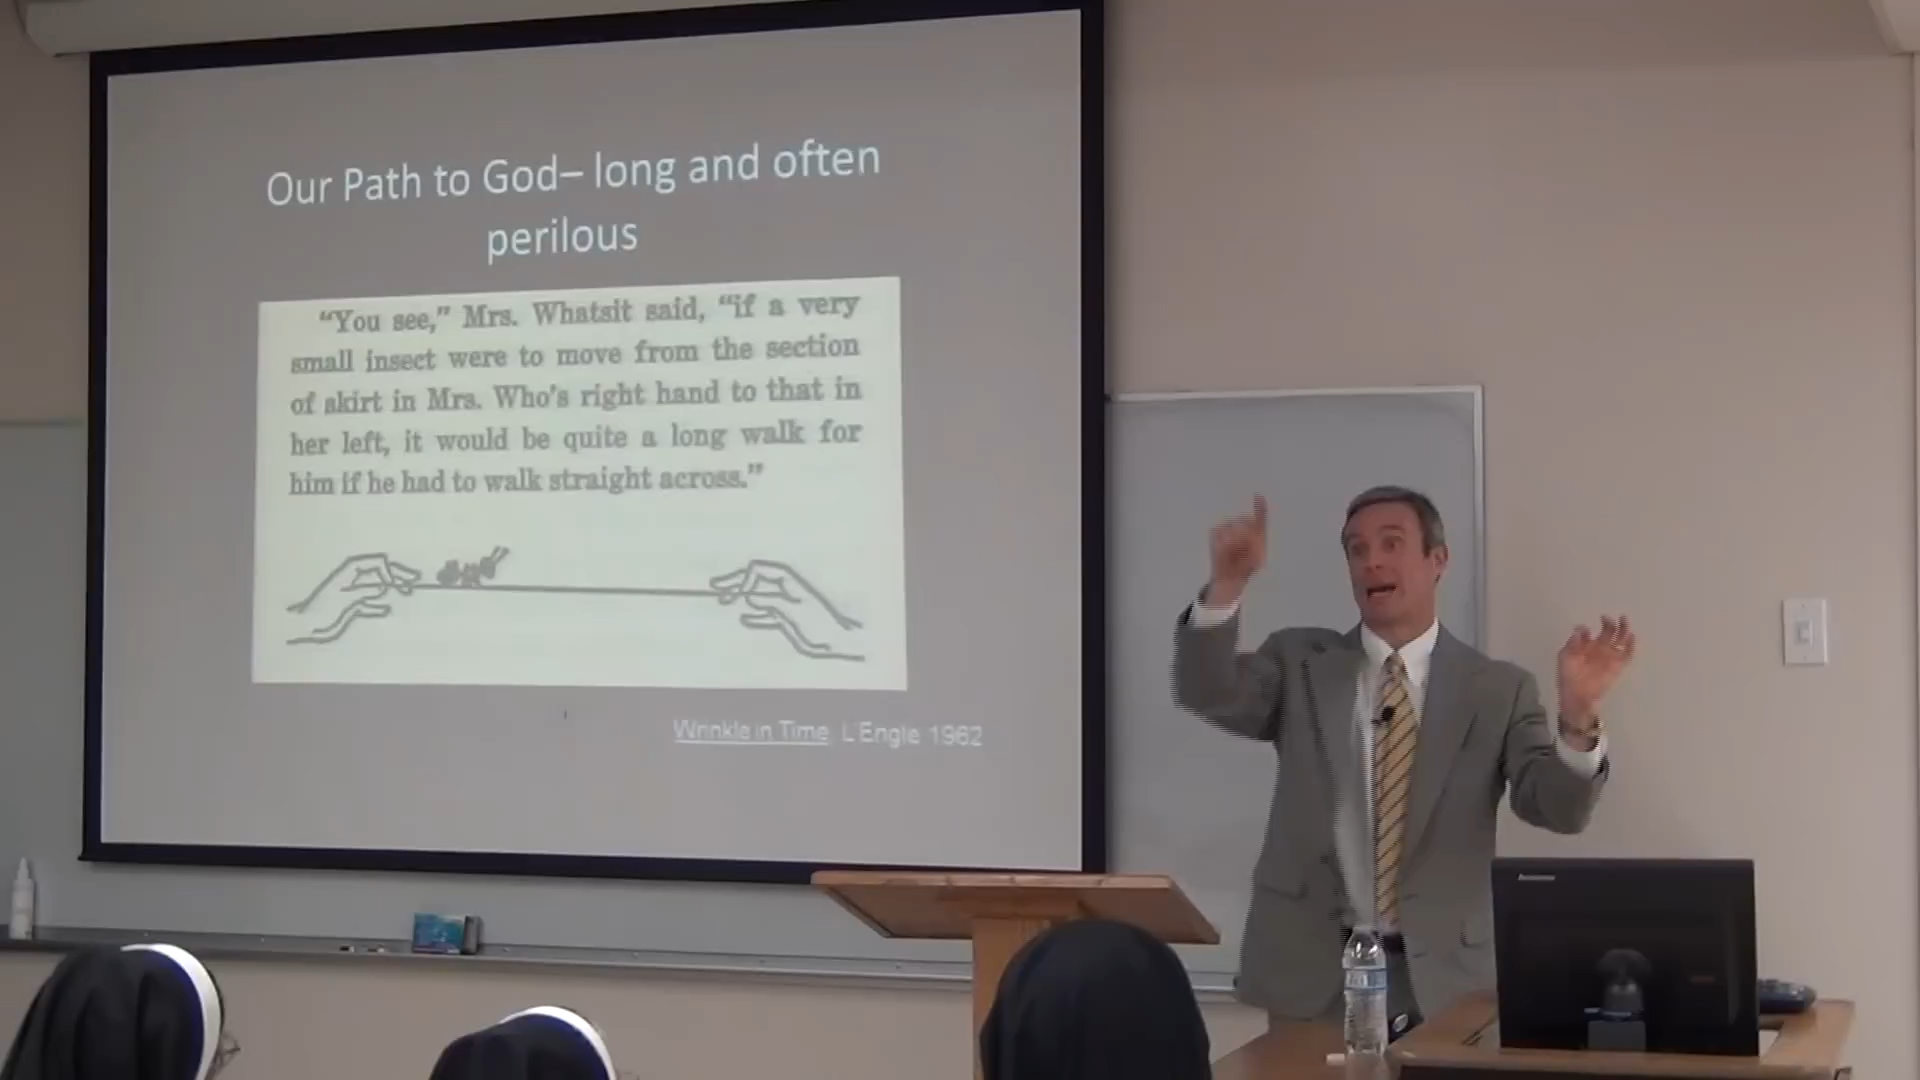 Our Path to God– long and often
perilous
“You see,” Mrs. Whatsit said, “if a very
small insect were to move from the section
of skirt in Mrs. Who's right hand to that in
her left, it would be quite a long walk for
him if he had to walk straight across.”
Wrinkle in Time L'Engle 1962